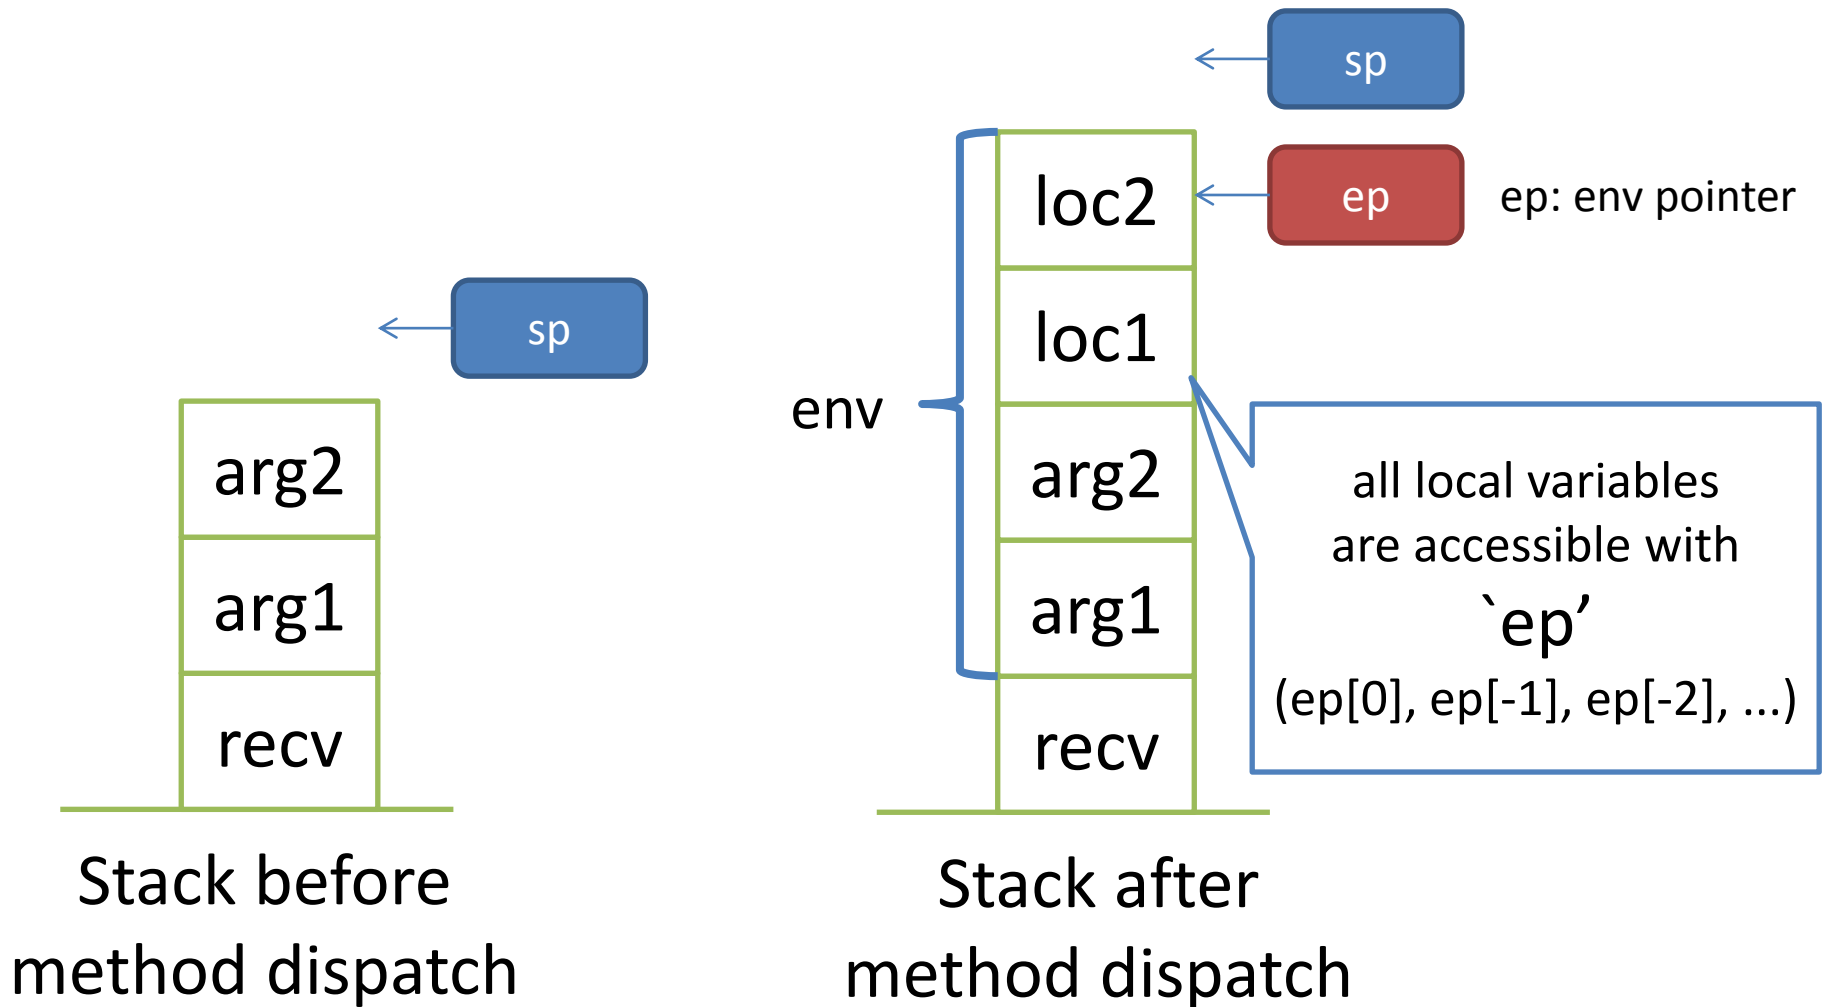 sp
arg2
arg1
recv
Stack before
method dispatch
sp
ep
ep: env pointer
env
loc2
loc1
arg2
arg1
recv
all local variables
are accessible with
`ep’
(ep[0], ep[-1], ep[-2], ...)
Stack after
method dispatch